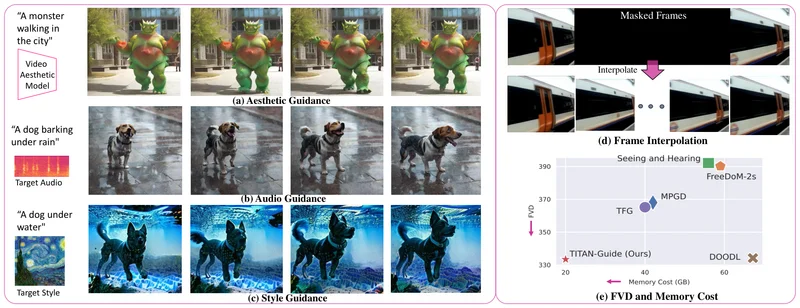 "A monster
walking in
the city"
Video
Aesthetic
Model
(a) Aesthetic Guidance
"A dog barking
under rain"
Target Audio
(b) Audio Guidance
"A dog under
water"
Target Style
(c) Style Guidance
Masked Frames
Interpolate
(d) Frame Interpolation
390
370
350
330
FVD
Seeing and Hearing
FreeDoM-2s
MPGD
TFG
TITAN-Guide (Ours)
DOODL
20
40
60
Memory Cost (GB)
(e) FVD and Memory Cost